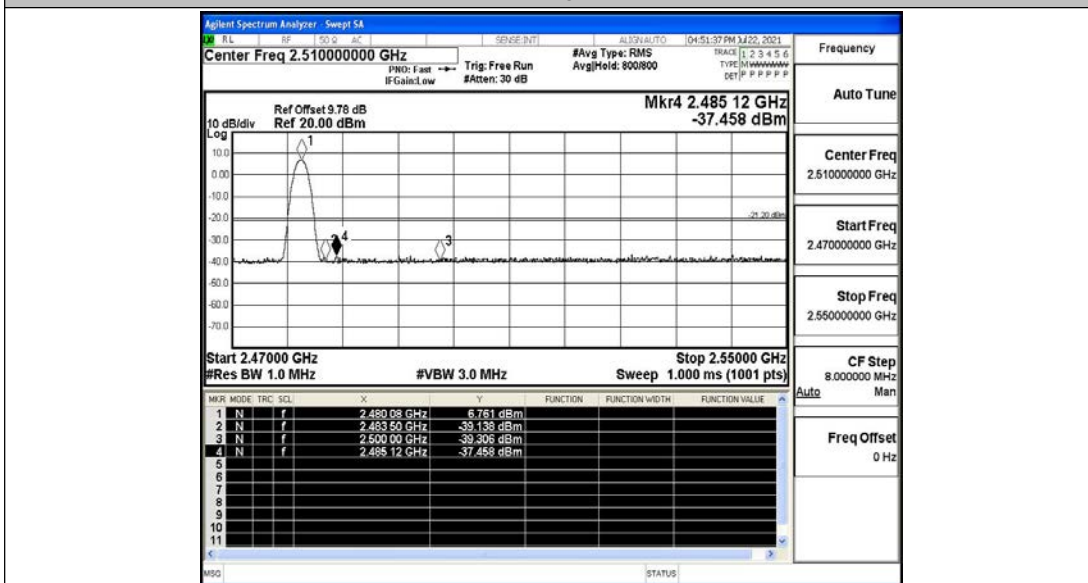 Agilent Spectrum Analyzer - Swept SA
RL RF 50 Ω AC SENSE:INT ALIGN AUTO 04:51:37 PM Jul 22, 2021
Center Freq 2.510000000 GHz
PNO: Fast
IFGain:Low
Trig: Free Run
#Atten: 30 dB
#Avg Type: RMS
Avg|Hold: 800/800
TRACE 1 2 3 4 5 6
TYPE M
DET P P P P P P
Frequency
Mkr4 2.485 12 GHz
-37.458 dBm
Ref Offset 9.78 dB
10 dB/div Ref 20.00 dBm
Log
10.0
0.00
-10.0
-20.0
-30.0
-40.0
-50.0
-60.0
-70.0
1
4
3
-21.20 dBm
Start 2.47000 GHz Stop 2.55000 GHz
#Res BW 1.0 MHz #VBW 3.0 MHz Sweep 1.000 ms (1001 pts)
MKR MODE TRC SCL X Y FUNCTION FUNCTION WIDTH FUNCTION VALUE
1 N f 2.480 08 GHz 6.761 dBm
2 N f 2.483 50 GHz -39.138 dBm
3 N f 2.500 00 GHz -39.306 dBm
4 N f 2.485 12 GHz -37.458 dBm
5
6
7
8
9
10
11
MSG STATUS
Auto Tune
Center Freq
2.510000000 GHz
Start Freq
2.470000000 GHz
Stop Freq
2.550000000 GHz
CF Step
8.000000 MHz
Auto Man
Freq Offset
0 Hz